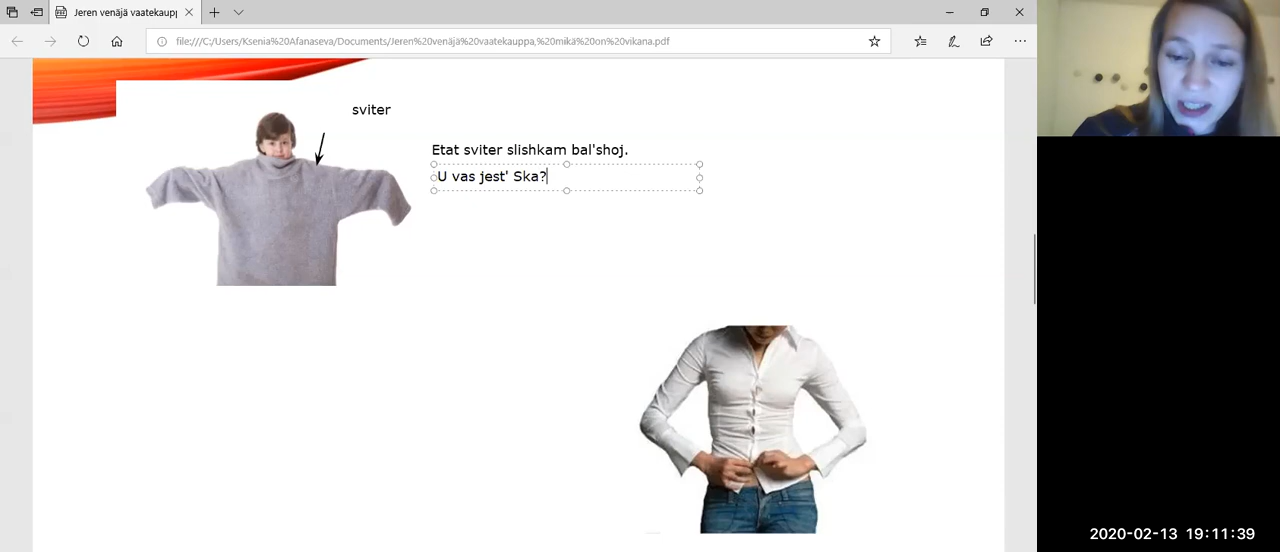 Jeren venäjä vaatekaupp
file:///C:/Users/Ksenia%20Afanaseva/Documents/Jeren%20venäjä%20vaatekauppa,%20mikä%20on%20vikana.pdf
sviter
Etat sviter slishkam bal'shoj.
U vas jest' Ska?
2020-02-13 19:11:39